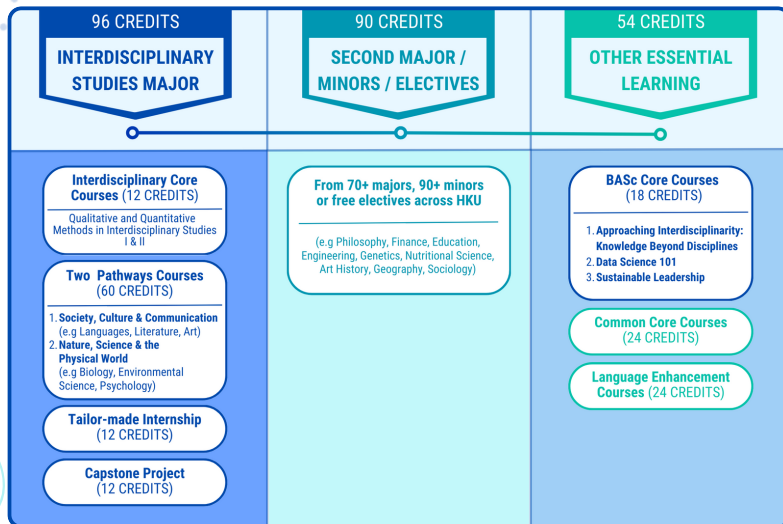 96 CREDITS
INTERDISCIPLINARY
STUDIES MAJOR
Interdisciplinary Core
Courses (12 CREDITS)
Qualitative and Quantitative
Methods in Interdisciplinary Studies
I & II
Two Pathways Courses
(60 CREDITS)
1. Society, Culture & Communication
(e.g Languages, Literature, Art)
2. Nature, Science & the
Physical World
(e.g Biology, Environmental
Science, Psychology)
Tailor-made Internship
(12 CREDITS)
Capstone Project
(12 CREDITS)
90 CREDITS
SECOND MAJOR /
MINORS / ELECTIVES
From 70+ majors, 90+ minors
or free electives across HKU
(e.g Philosophy, Finance, Education,
Engineering, Genetics, Nutritional Science,
Art History, Geography, Sociology)
54 CREDITS
OTHER ESSENTIAL
LEARNING
BASc Core Courses
(18 CREDITS)
1. Approaching Interdisciplinarity:
Knowledge Beyond Disciplines
2. Data Science 101
3. Sustainable Leadership
Common Core Courses
(24 CREDITS)
Language Enhancement
Courses (24 CREDITS)